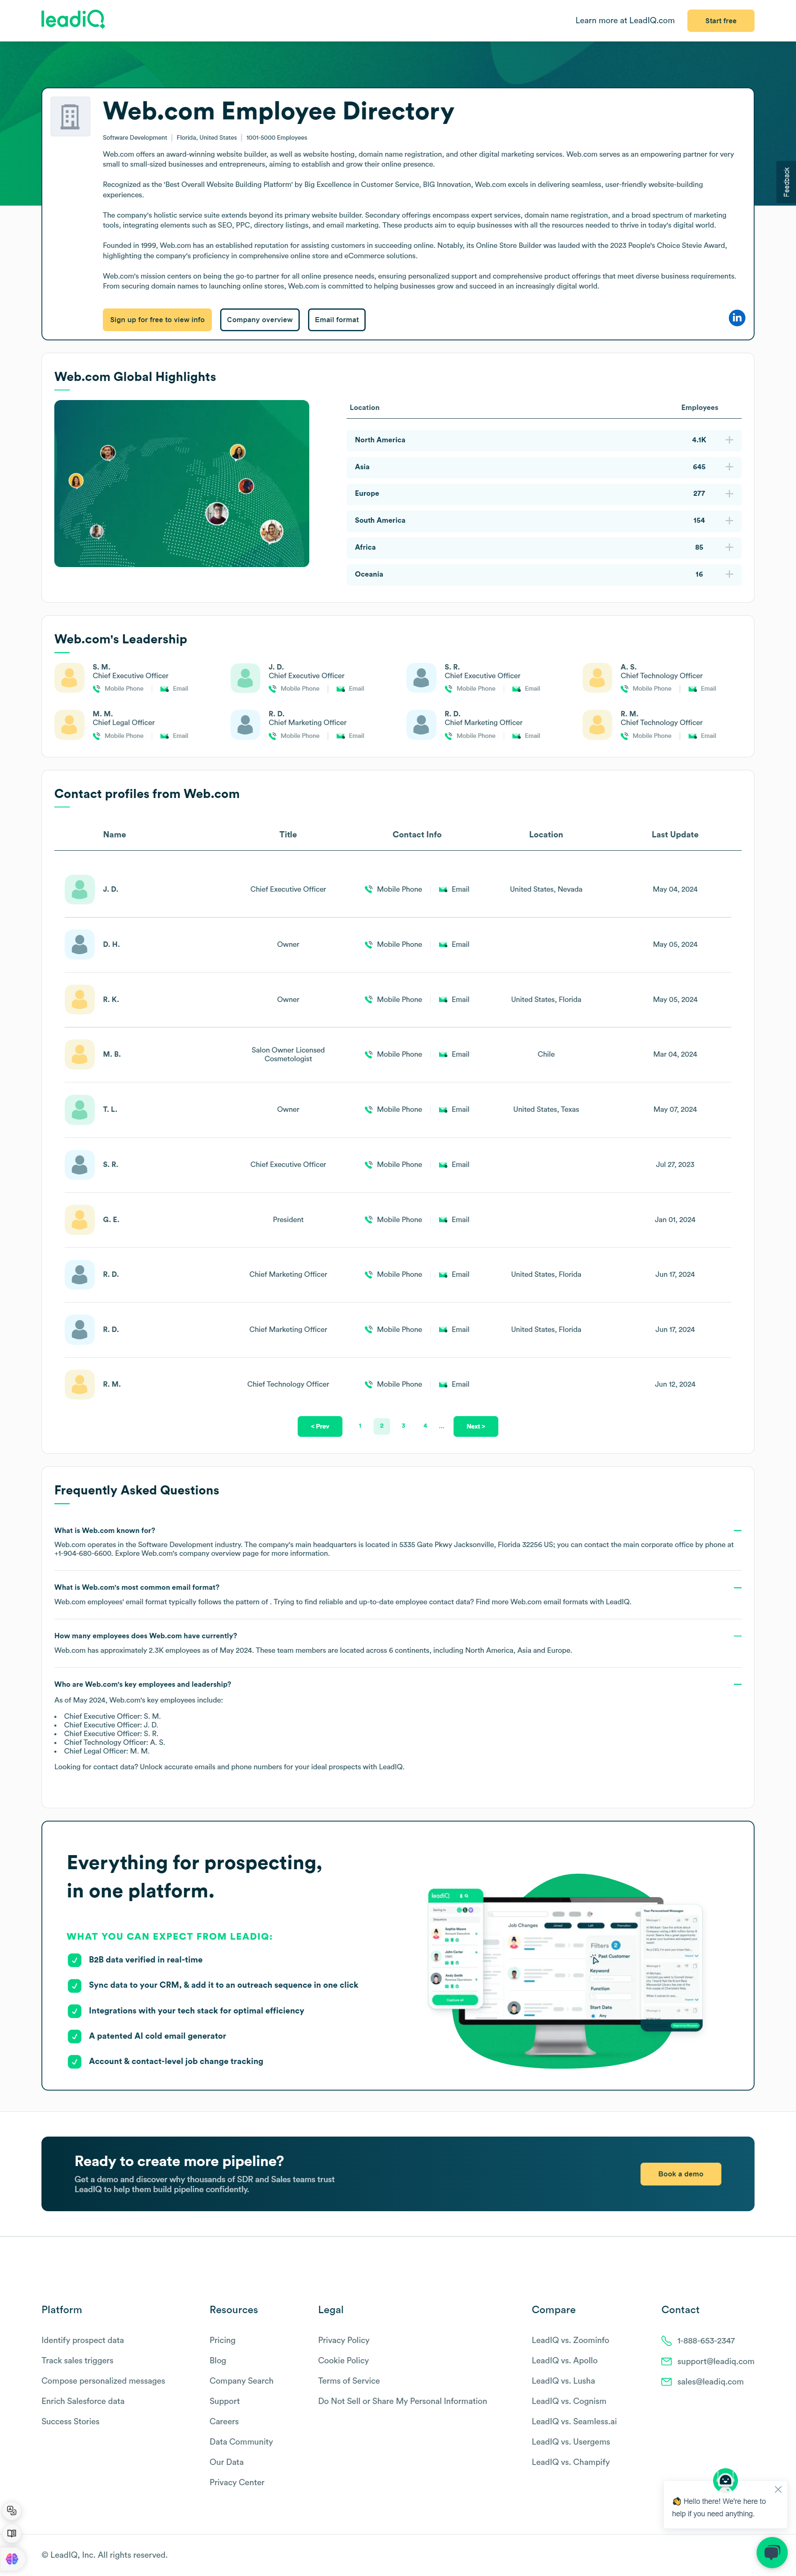 leadiQ
Learn more at LeadIQ.com
Start free
Web.com Employee Directory
Software Development
Florida, United States
1001-5000 Employees
Web.com offers an award-winning website builder, as well as website hosting, domain name registration, and other digital marketing services. Web.com serves as an empowering partner for very
small to small-sized businesses and entrepreneurs, aiming to establish and grow their online presence.
Recognized as the 'Best Overall Website Building Platform' by Big Excellence in Customer Service, BIG Innovation, Web.com excels in delivering seamless, user-friendly website-building
experiences.
The company's holistic service suite extends beyond its primary website builder. Secondary offerings encompass expert services, domain name registration, and a broad spectrum of marketing
tools, integrating elements such as SEO, PPC, directory listings, and email marketing. These products aim to equip businesses with all the resources needed to thrive in today's digital world.
Founded in 1999, Web.com has an established reputation for assisting customers in succeeding online. Notably, its Online Store Builder was lauded with the 2023 People's Choice Stevie Award,
highlighting the company's proficiency in comprehensive online store and eCommerce solutions.
Web.com's mission centers on being the go-to partner for all online presence needs, ensuring personalized support and comprehensive product offerings that meet diverse business requirements.
From securing domain names to launching online stores, Web.com is committed to helping businesses grow and succeed in an increasingly digital world.
Sign up for free to view info
Company overview
Email format
in
Feedback
Web.com Global Highlights
Location Employees
North America 4.1K
Asia 645
Europe 277
South America 154
Africa 85
Oceania 16
Web.com's Leadership
S. M.
Chief Executive Officer
Mobile Phone Email
J. D.
Chief Executive Officer
Mobile Phone Email
S. R.
Chief Executive Officer
Mobile Phone Email
A. S.
Chief Technology Officer
Mobile Phone Email
M. M.
Chief Legal Officer
Mobile Phone Email
R. D.
Chief Marketing Officer
Mobile Phone Email
R. D.
Chief Marketing Officer
Mobile Phone Email
R. M.
Chief Technology Officer
Mobile Phone Email
Contact profiles from Web.com
Name Title Contact Info Location Last Update
J. D. Chief Executive Officer Mobile Phone Email United States, Nevada May 04, 2024
D. H. Owner Mobile Phone Email May 05, 2024
R. K. Owner Mobile Phone Email United States, Florida May 05, 2024
M. B. Salon Owner Licensed
Cosmetologist Mobile Phone Email Chile Mar 04, 2024
T. L. Owner Mobile Phone Email United States, Texas May 07, 2024
S. R. Chief Executive Officer Mobile Phone Email Jul 27, 2023
G. E. President Mobile Phone Email Jan 01, 2024
R. D. Chief Marketing Officer Mobile Phone Email United States, Florida Jun 17, 2024
R. D. Chief Marketing Officer Mobile Phone Email United States, Florida Jun 17, 2024
R. M. Chief Technology Officer Mobile Phone Email Jun 12, 2024
< Prev 1 2 3 4 ... Next >
Frequently Asked Questions
What is Web.com known for?
Web.com operates in the Software Development industry. The company's main headquarters is located in 5335 Gate Pkwy Jacksonville, Florida 32256 US; you can contact the main corporate office by phone at
+1-904-680-6600. Explore Web.com's company overview page for more information.
What is Web.com's most common email format?
Web.com employees' email format typically follows the pattern of . Trying to find reliable and up-to-date employee contact data? Find more Web.com email formats with LeadIQ.
How many employees does Web.com have currently?
Web.com has approximately 2.3K employees as of May 2024. These team members are located across 6 continents, including North America, Asia and Europe.
Who are Web.com's key employees and leadership?
As of May 2024, Web.com's key employees include:
• Chief Executive Officer: S. M.
• Chief Executive Officer: J. D.
• Chief Executive Officer: S. R.
• Chief Technology Officer: A. S.
• Chief Legal Officer: M. M.
Looking for contact data? Unlock accurate emails and phone numbers for your ideal prospects with LeadIQ.
Everything for prospecting,
in one platform.
WHAT YOU CAN EXPECT FROM LEADIQ:
B2B data verified in real-time
Sync data to your CRM, & add it to an outreach sequence in one click
Integrations with your tech stack for optimal efficiency
A patented AI cold email generator
Account & contact-level job change tracking
leadiQ
Job Changes
Filters 2
Past Customer
Keyword
Function
Start Date
Any
Ready to create more pipeline?
Get a demo and discover why thousands of SDR and Sales teams trust
LeadIQ to help them build pipeline confidently.
Book a demo
Platform
Identify prospect data
Track sales triggers
Compose personalized messages
Enrich Salesforce data
Success Stories
Resources
Pricing
Blog
Company Search
Support
Careers
Data Community
Our Data
Privacy Center
Legal
Privacy Policy
Cookie Policy
Terms of Service
Do Not Sell or Share My Personal Information
Compare
LeadIQ vs. Zoominfo
LeadIQ vs. Apollo
LeadIQ vs. Lusha
LeadIQ vs. Cognism
LeadIQ vs. Seamless.ai
LeadIQ vs. Usergems
LeadIQ vs. Champify
Contact
1-888-653-2347
support@leadiq.com
sales@leadiq.com
Hello there! We're here to
help if you need anything.
© LeadIQ, Inc. All rights reserved.